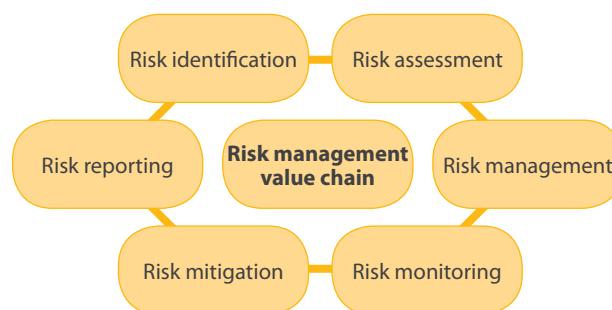 Risk identification
Risk assessment
Risk reporting
Risk management
value chain
Risk management
Risk mitigation
Risk monitoring